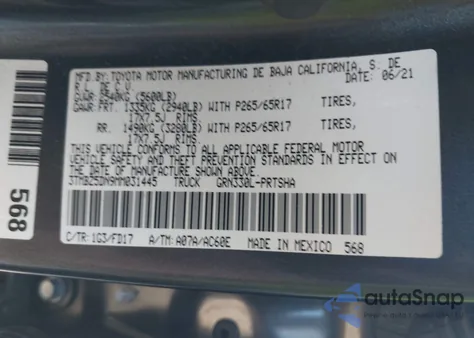 MFD.BY: TOYOTA MOTOR MANUFACTURING DE BAJA CALIFORNIA, S. DE
R.L. DE C.V. DATE: 06/21
GVWR: 2540KG (5600LB)
GAWR: FRT. 1335KG (2940LB) WITH P265/65R17 TIRES,
17X7.5J RIMS
RR. 1490KG (3280LB) WITH P265/65R17 TIRES,
17X7.5J RIMS
THIS VEHICLE CONFORMS TO ALL APPLICABLE FEDERAL MOTOR
VEHICLE SAFETY AND THEFT PREVENTION STANDARDS IN EFFECT ON
THE DATE OF MANUFACTURE SHOWN ABOVE.
3TMBZ5DN9MM031445 TRUCK GRN330L-PRTSHA
C/TR: 1G3/FD17 A/TM: A07A/AC60E MADE IN MEXICO 568
568
autoSnap